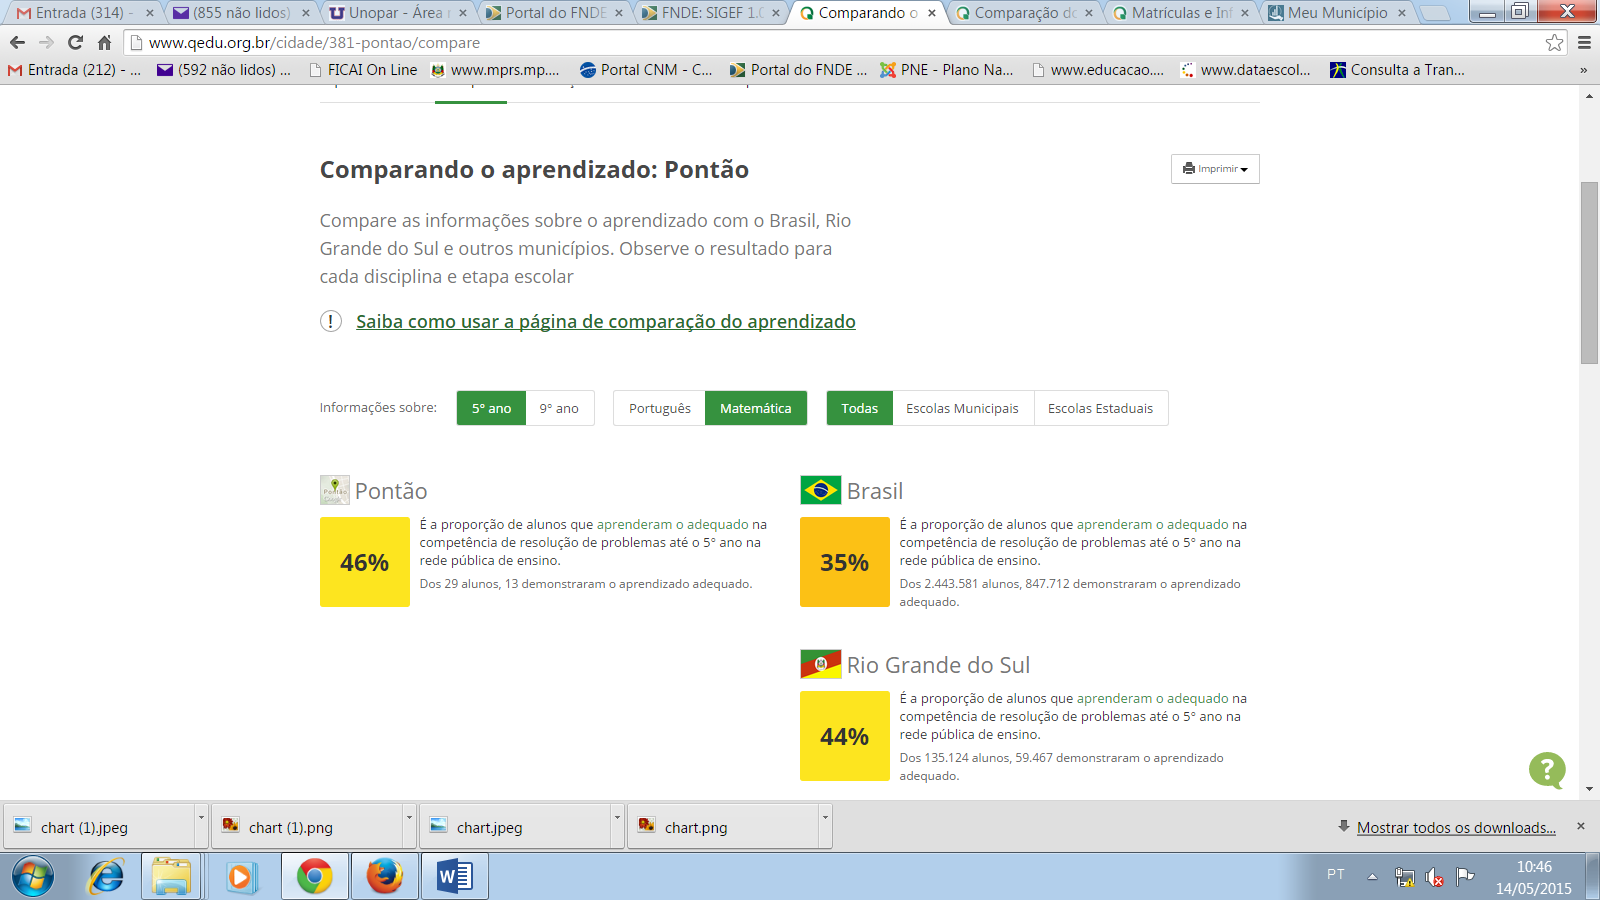 Entrada (314) -
(855 não lidos)
Unopar - Área
Portal do FNDE
FNDE: SIGEF 1.0
Comparando o
Comparação do
Matrículas e Inf
Meu Município
www.qedu.org.br/cidade/381-pontao/compare
Entrada (212) - ...
(592 não lidos) ...
FICAI On Line
www.mprs.mp....
Portal CNM - C...
Portal do FNDE ...
PNE - Plano Na...
www.educacao....
www.dataescol...
Consulta a Tran...
»
Comparando o aprendizado: Pontão
Imprimir
Compare as informações sobre o aprendizado com o Brasil, Rio
Grande do Sul e outros municípios. Observe o resultado para
cada disciplina e etapa escolar
Saiba como usar a página de comparação do aprendizado
Informações sobre:
5º ano
9º ano
Português
Matemática
Todas
Escolas Municipais
Escolas Estaduais
Pontão
46%
É a proporção de alunos que aprenderam o adequado na
competência de resolução de problemas até o 5º ano na
rede pública de ensino.
Dos 29 alunos, 13 demonstraram o aprendizado adequado.
Brasil
35%
É a proporção de alunos que aprenderam o adequado na
competência de resolução de problemas até o 5º ano na
rede pública de ensino.
Dos 2.443.581 alunos, 847.712 demonstraram o aprendizado
adequado.
Rio Grande do Sul
44%
É a proporção de alunos que aprenderam o adequado na
competência de resolução de problemas até o 5º ano na
rede pública de ensino.
Dos 135.124 alunos, 59.467 demonstraram o aprendizado
adequado.
chart (1).jpeg
chart (1).png
chart.jpeg
chart.png
Mostrar todos os downloads...
PT
10:46
14/05/2015